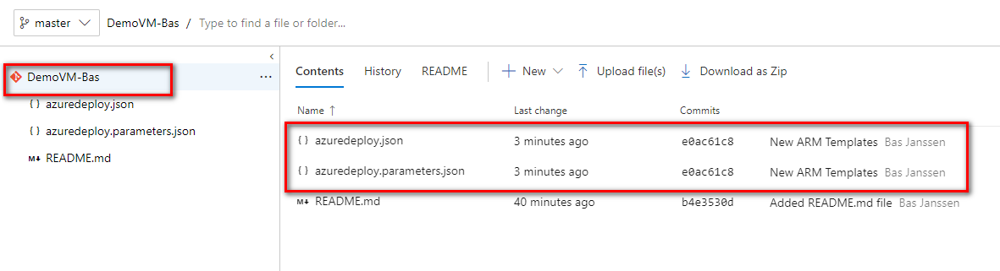 master DemoVM-Bas / Type to find a file or folder...
DemoVM-Bas ...
{ } azuredeploy.json
{ } azuredeploy.parameters.json
M↓ README.md
Contents History README + New Upload file(s) Download as Zip
Name ↑ Last change Commits
{ } azuredeploy.json 3 minutes ago e0ac61c8 New ARM Templates Bas Janssen
{ } azuredeploy.parameters.json 3 minutes ago e0ac61c8 New ARM Templates Bas Janssen
M↓ README.md 40 minutes ago b4e3530d Added README.md file Bas Janssen